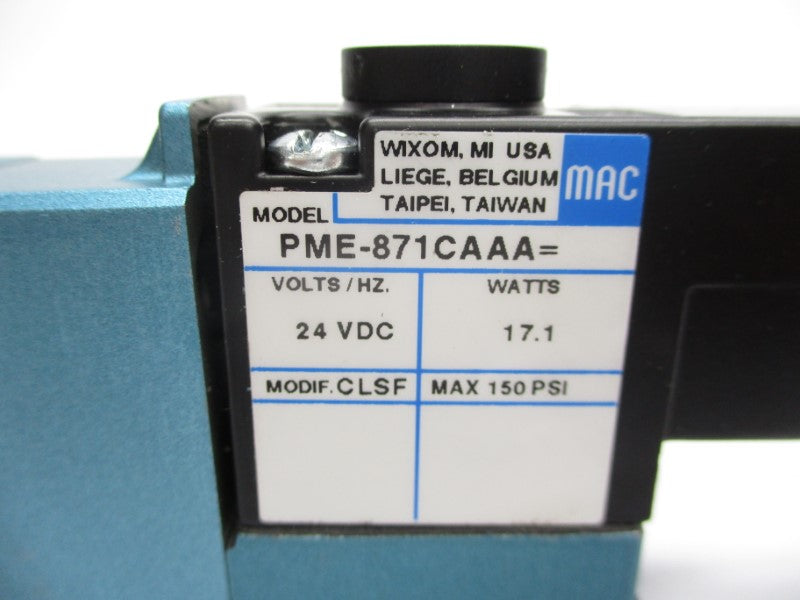 WIXOM, MI USA
LIEGE, BELGIUM
TAIPEI, TAIWAN
MAC
MODEL
PME-871CAAA=
VOLTS/HZ.
WATTS
24 VDC
17.1
MODIF. CLSF
MAX 150 PSI